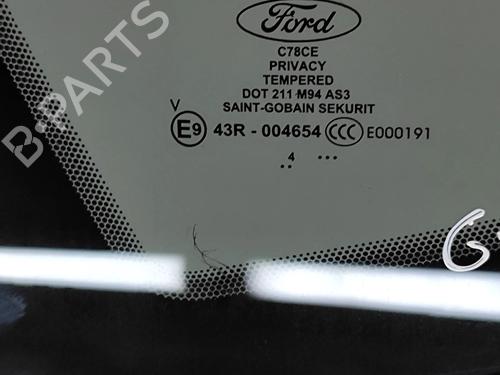 B-PARTS
Ford
C78CE
PRIVACY
TEMPERED
DOT 211 M94 AS3
SAINT-GOBAIN SEKURIT
V
E9 43R - 004654 CCC E000191
4 ...
..
G